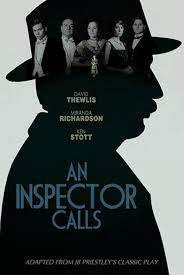 DAVID
THEWLIS
MIRANDA
RICHARDSON
KEN
STOTT
AN
INSPECTOR
CALLS
ADAPTED FROM JB PRIESTLEY'S CLASSIC PLAY